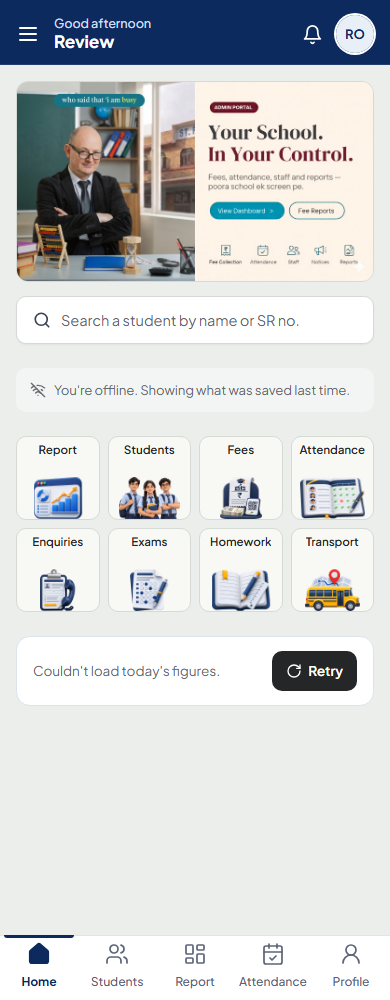 Good afternoon
Review
RO
who said that 'i am busy
ADMIN PORTAL
Your School.
In Your Control.
Fees, attendance, staff and reports —
poora school ek screen pe.
View Dashboard >
Fee Reports
Fee Collection
Attendance
Staff
Notices
Reports
Search a student by name or SR no.
You're offline. Showing what was saved last time.
Report
Students
Fees
Attendance
Enquiries
Exams
Homework
Transport
Couldn't load today's figures.
Retry
Home
Students
Report
Attendance
Profile